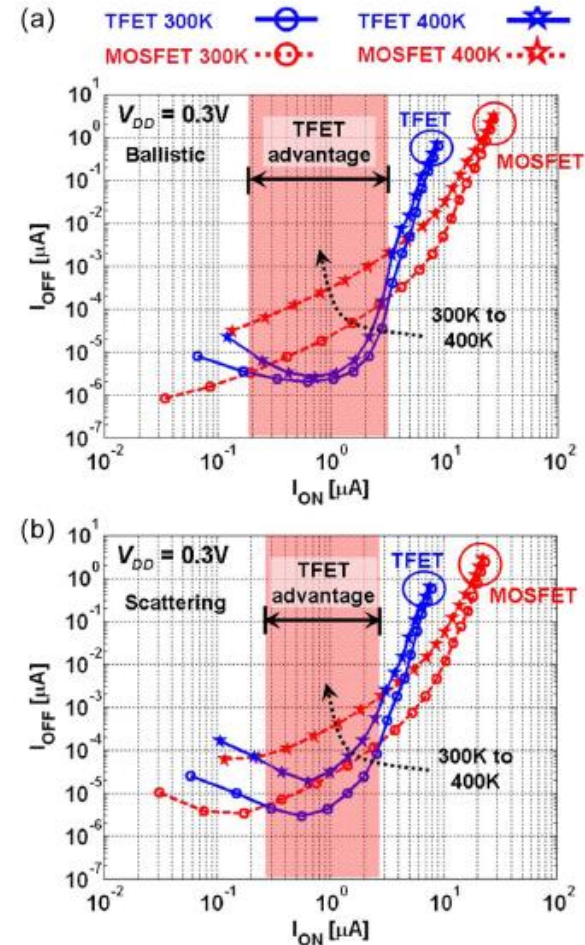 (a)
TFET 300K
TFET 400K
MOSFET 300K
MOSFET 400K
10^1
10^0
10^-1
10^-2
10^-3
10^-4
10^-5
10^-6
10^-7
I_OFF [μA]
V_DD = 0.3V
Ballistic
TFET
advantage
TFET
MOSFET
300K to
400K
10^-2
10^-1
10^0
10^1
10^2
I_ON [μA]
(b)
10^1
10^0
10^-1
10^-2
10^-3
10^-4
10^-5
10^-6
10^-7
I_OFF [μA]
V_DD = 0.3V
Scattering
TFET
advantage
TFET
MOSFET
300K to
400K
10^-2
10^-1
10^0
10^1
10^2
I_ON [μA]